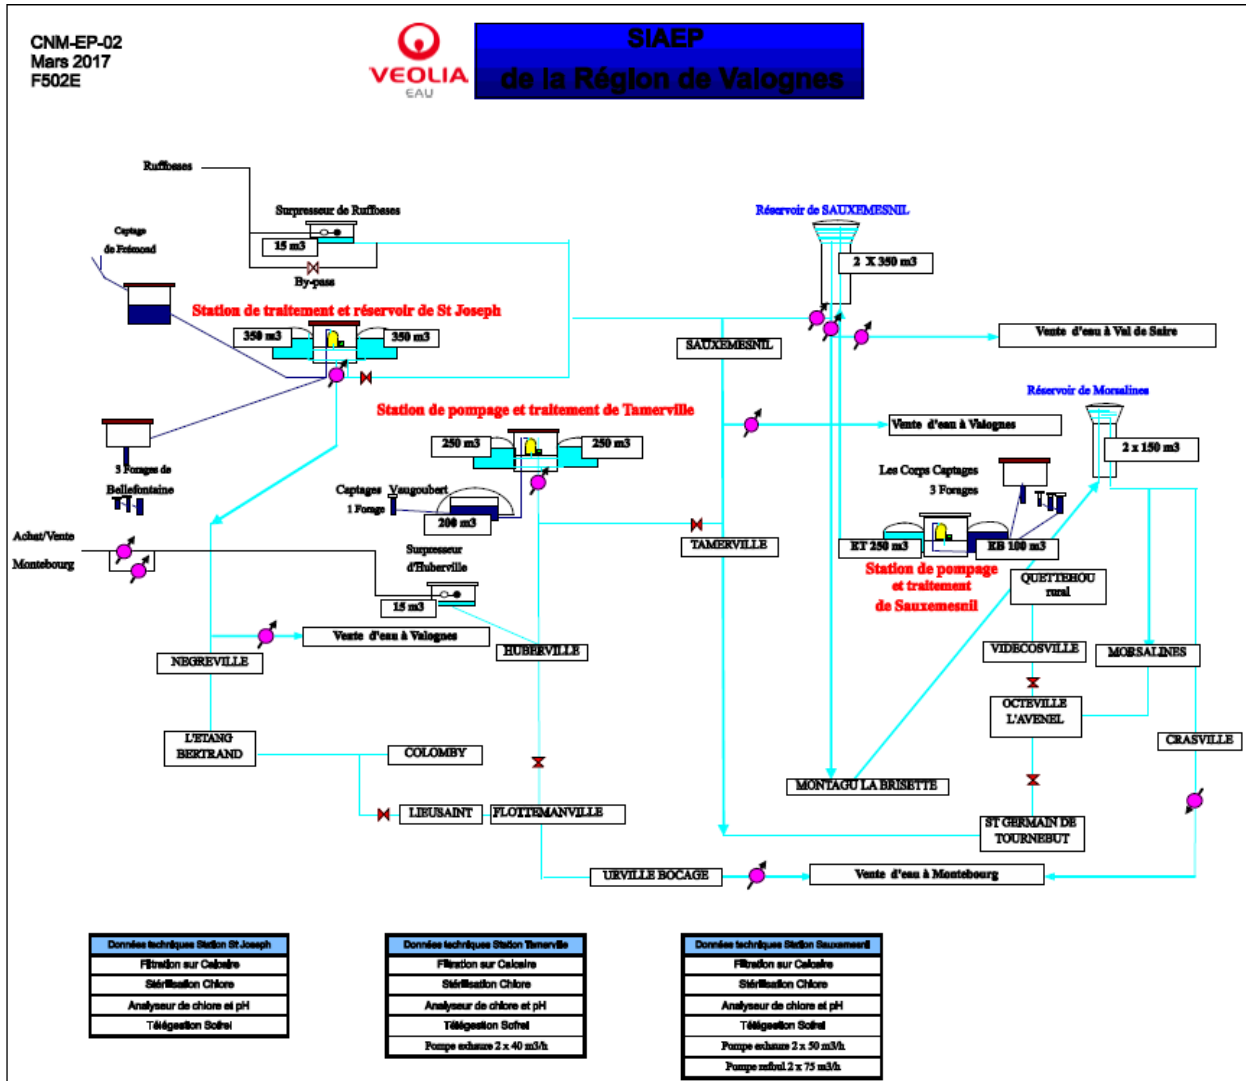 CNM-EP-02
Mars 2017
F502E
VEOLIA
EAU
SIAEP
de la Région de Valognes
Ruffosses
Surpresseur de Ruffosses
15 m3
By-pass
Captage
de Frémond
Station de traitement et réservoir de St Joseph
350 m3
350 m3
Réservoir de SAUXEMESNIL
2 X 350 m3
SAUXEMESNIL
Vente d'eau à Val de Saire
Réservoir de Morsalines
2 x 150 m3
Station de pompage et traitement de Tamerville
250 m3
250 m3
Vente d'eau à Valognes
3 Forages de
Bellefontaine
Captages Vaugoubert
1 Forage
200 m3
Les Corps Captages
3 Forages
ET 250 m3
EB 100 m3
Station de pompage
et traitement
de Sauxemesnil
Achat/Vente
Montebourg
Surpresseur
d'Huberville
15 m3
TAMERVILLE
QUETTEHOU
rural
Vente d'eau à Valognes
NEGREVILLE
HUBERVILLE
VIDECOSVILLE
MORSALINES
OCTEVILLE
L'AVENEL
L'ETANG
BERTRAND
COLOMBY
CRASVILLE
MONTAGU LA BRISETTE
LIEUSAINT
FLOTTEMANVILLE
ST GERMAIN DE
TOURNEBUT
URVILLE BOCAGE
Vente d'eau à Montebourg
Données techniques Station St Joseph
Filtration sur Calcaire
Stérilisation Chlore
Analyseur de chlore et pH
Télégestion Sofrel
Données techniques Station Tamerville
Filtration sur Calcaire
Stérilisation Chlore
Analyseur de chlore et pH
Télégestion Sofrel
Pompe exhaure 2 x 40 m3/h
Données techniques Station Sauxemesnil
Filtration sur Calcaire
Stérilisation Chlore
Analyseur de chlore et pH
Télégestion Sofrel
Pompe exhaure 2 x 50 m3/h
Pompe refoul 2 x 75 m3/h